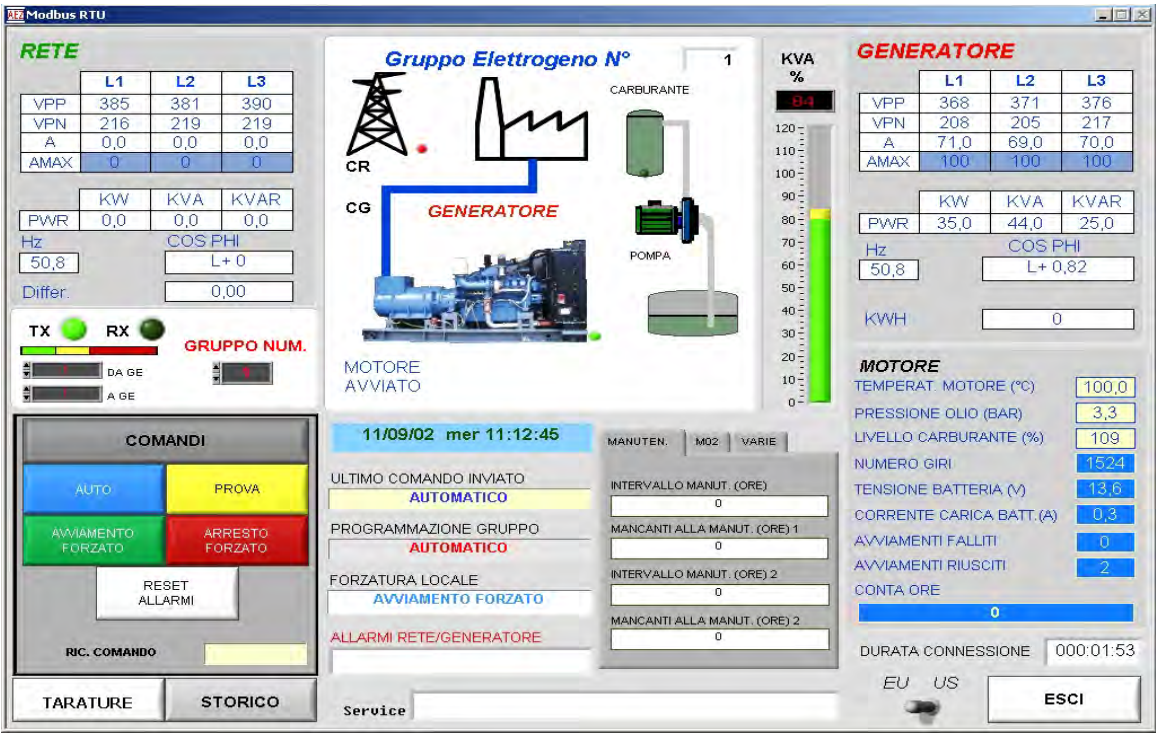 AEZ Modbus RTU
RETE
L1 L2 L3
VPP 385 381 390
VPN 216 219 219
A 0,0 0,0 0,0
AMAX 0 0 0
KW KVA KVAR
PWR 0,0 0,0 0,0
Hz COS PHI
50,8 L+ 0
Differ. 0,00
TX RX
GRUPPO NUM.
DA GE
A GE
COMANDI
AUTO PROVA
AVVIAMENTO FORZATO
ARRESTO FORZATO
RESET
ALLARMI
RIC. COMANDO
TARATURE STORICO
Gruppo Elettrogeno N° 1
CARBURANTE
CR
CG
GENERATORE
POMPA
MOTORE
AVVIATO
KVA
%
84
120
110
100
90
80
70
60
50
40
30
20
10
0
11/09/02 mer 11:12:45
ULTIMO COMANDO INVIATO
AUTOMATICO
PROGRAMMAZIONE GRUPPO
AUTOMATICO
FORZATURA LOCALE
AVVIAMENTO FORZATO
ALLARMI RETE/GENERATORE
MANUTEN. M02 VARIE
INTERVALLO MANUT. (ORE)
0
MANCANTI ALLA MANUT. (ORE) 1
0
INTERVALLO MANUT. (ORE) 2
0
MANCANTI ALLA MANUT. (ORE) 2
0
Service
GENERATORE
L1 L2 L3
VPP 368 371 376
VPN 208 205 217
A 71,0 69,0 70,0
AMAX 100 100 100
KW KVA KVAR
PWR 35,0 44,0 25,0
Hz COS PHI
50,8 L+ 0,82
KWH 0
MOTORE
TEMPERAT. MOTORE (°C) 100,0
PRESSIONE OLIO (BAR) 3,3
LIVELLO CARBURANTE (%) 109
NUMERO GIRI 1524
TENSIONE BATTERIA (V) 13,6
CORRENTE CARICA BATT.(A) 0,3
AVVIAMENTI FALLITI 0
AVVIAMENTI RIUSCITI 2
CONTA ORE
0
DURATA CONNESSIONE 000:01:53
EU US
ESCI